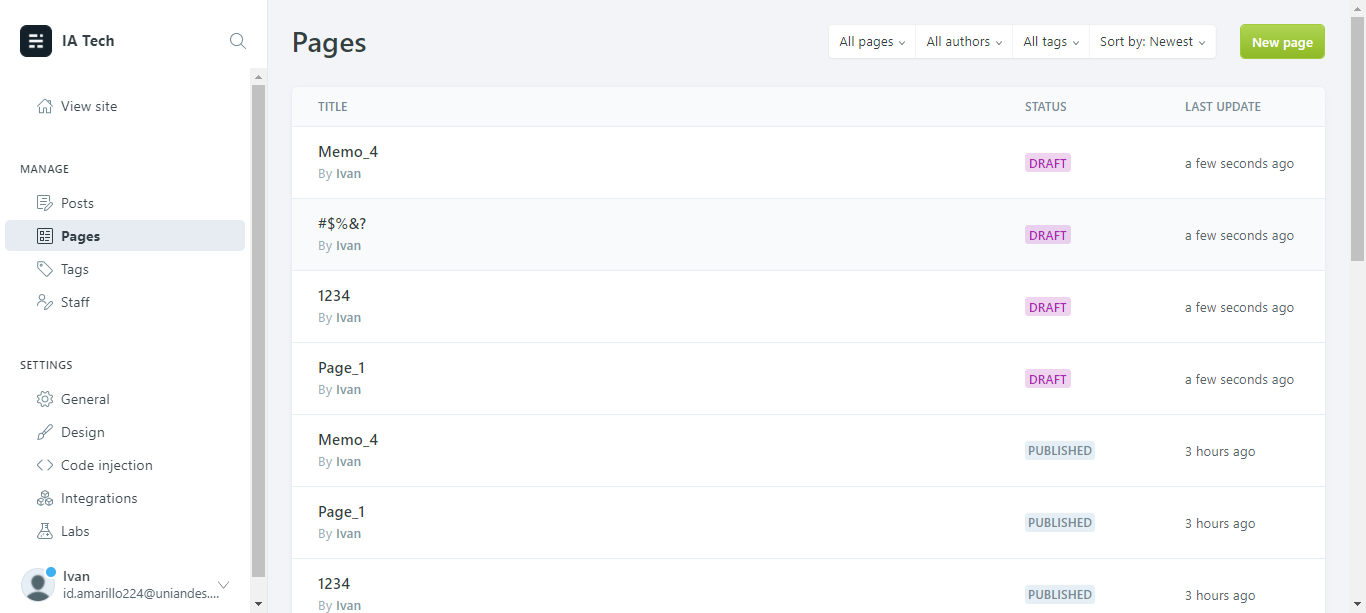 IA Tech
View site
MANAGE
Posts
Pages
Tags
Staff
SETTINGS
General
Design
Code injection
Integrations
Labs
Ivan
id.amarillo224@uniandes....
Pages
All pages All authors All tags Sort by: Newest New page
TITLE STATUS LAST UPDATE
Memo_4
By Ivan
DRAFT a few seconds ago
#$%&?
By Ivan
DRAFT a few seconds ago
1234
By Ivan
DRAFT a few seconds ago
Page_1
By Ivan
DRAFT a few seconds ago
Memo_4
By Ivan
PUBLISHED 3 hours ago
Page_1
By Ivan
PUBLISHED 3 hours ago
1234
By Ivan
PUBLISHED 3 hours ago